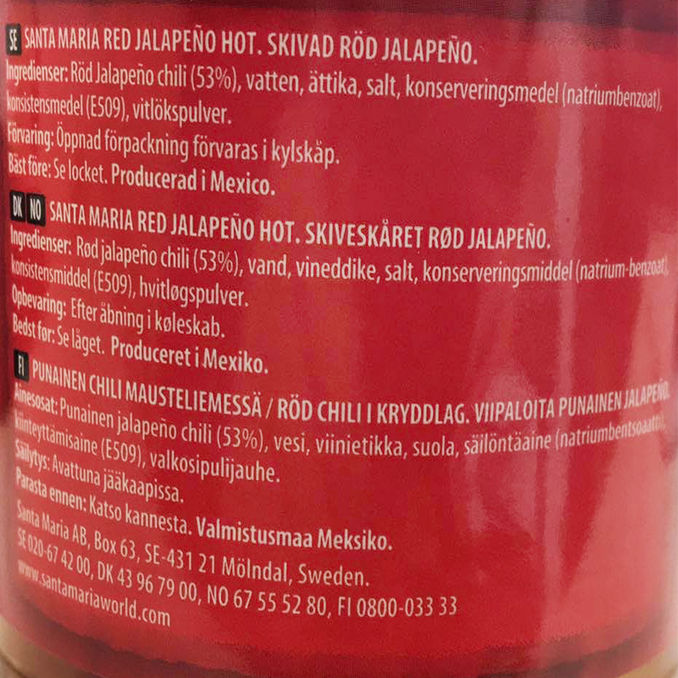 SE SANTA MARIA RED JALAPEÑO HOT. SKIVAD RÖD JALAPEÑO.
Ingredienser: Röd Jalapeño chili (53%), vatten, ättika, salt, konserveringsmedel (natriumbenzoat),
konsistensmedel (E509), vitlökspulver.
Förvaring: Öppnad förpackning förvaras i kylskåp.
Bäst före: Se locket. Producerad i Mexico.
DK NO SANTA MARIA RED JALAPEÑO HOT. SKIVESKÅRET RØD JALAPEÑO.
Ingredienser: Rød jalapeño chili (53%), vand, vineddike, salt, konserveringsmiddel (natrium-benzoat),
konsistensmiddel (E509), hvitløgspulver.
Opbevaring: Efter åbning i køleskab.
Bedst før: Se låget. Produceret i Mexiko.
FI PUNAINEN CHILI MAUSTELIEMESSÄ / RÖD CHILI I KRYDDLAG. VIIPALOITA PUNAINEN JALAPEÑO.
Ainesosat: Punainen jalapeño chili (53%), vesi, viinietikka, suola, säilöntäaine (natriumbentsoaatti),
kiinteyttämisaine (E509), valkosipulijauhe.
Säilytys: Avattuna jääkaapissa.
Parasta ennen: Katso kannesta. Valmistusmaa Meksiko.
Santa Maria AB, Box 63, SE-431 21 Mölndal, Sweden.
SE 020-67 42 00, DK 43 96 79 00, NO 67 55 52 80, FI 0800-033 33
www.santamariaworld.com